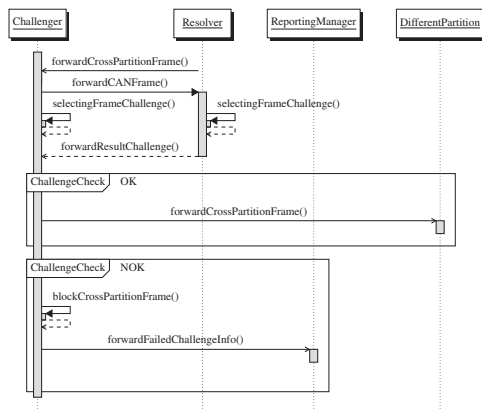 Challenger Resolver ReportingManager DifferentPartition
forwardCrossPartitionFrame()
forwardCANFrame()
selectingFrameChallenge() selectingFrameChallenge()
forwardResultChallenge()
ChallengeCheck OK
forwardCrossPartitionFrame()
ChallengeCheck NOK
blockCrossPartitionFrame()
forwardFailedChallengeInfo()